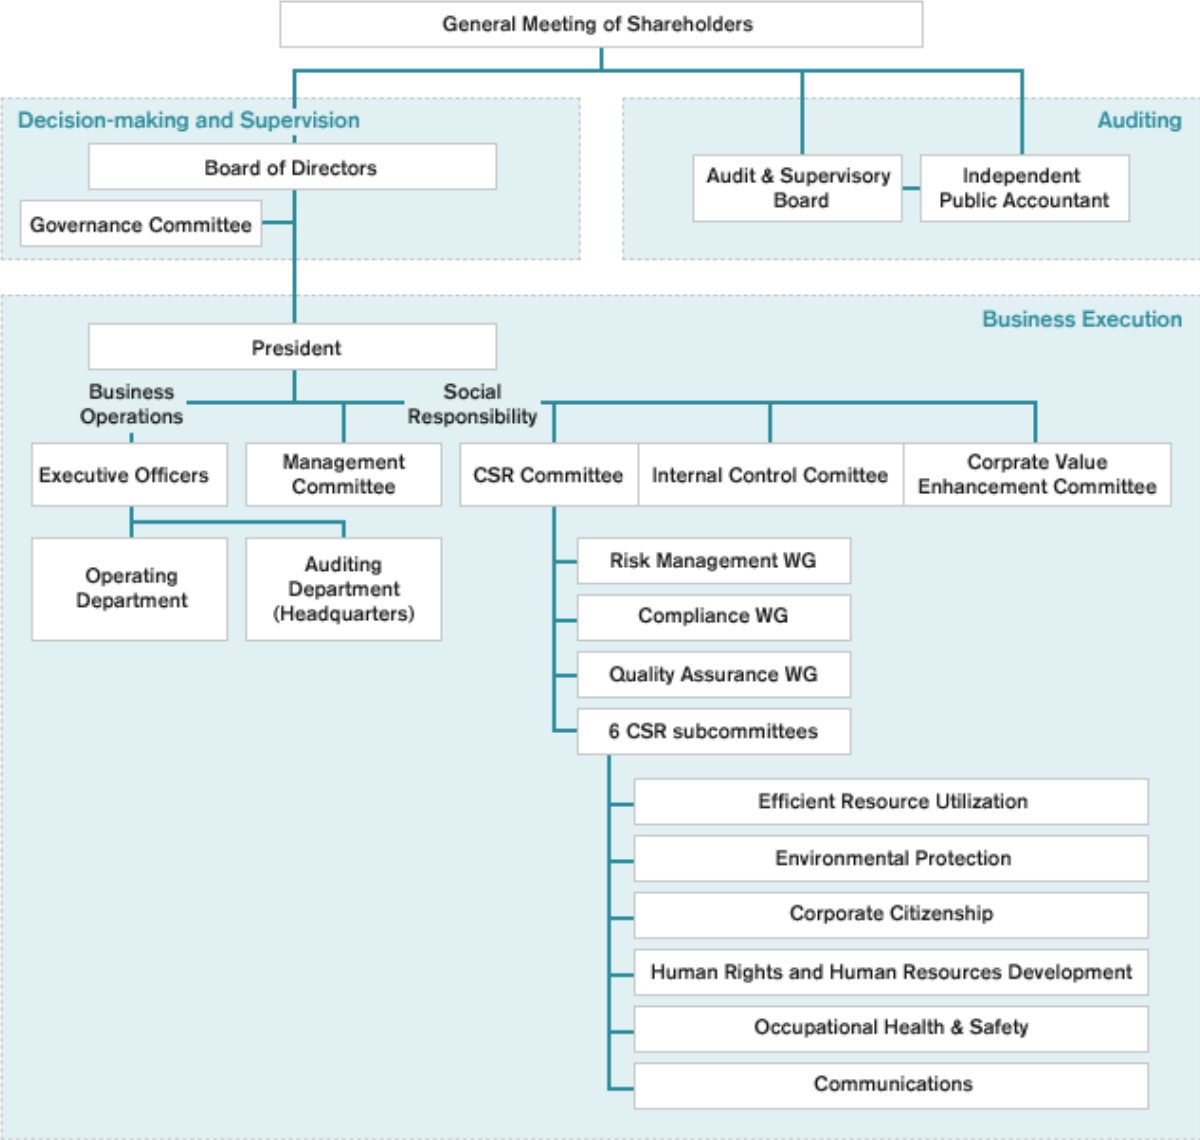 General Meeting of Shareholders
Decision-making and Supervision
Auditing
Board of Directors
Audit & Supervisory
Board
Independent
Public Accountant
Governance Committee
Business Execution
President
Business
Operations
Social
Responsibility
Executive Officers
Management
Committee
CSR Committee
Internal Control Comittee
Corprate Value
Enhancement Committee
Operating
Department
Auditing
Department
(Headquarters)
Risk Management WG
Compliance WG
Quality Assurance WG
6 CSR subcommittees
Efficient Resource Utilization
Environmental Protection
Corporate Citizenship
Human Rights and Human Resources Development
Occupational Health & Safety
Communications